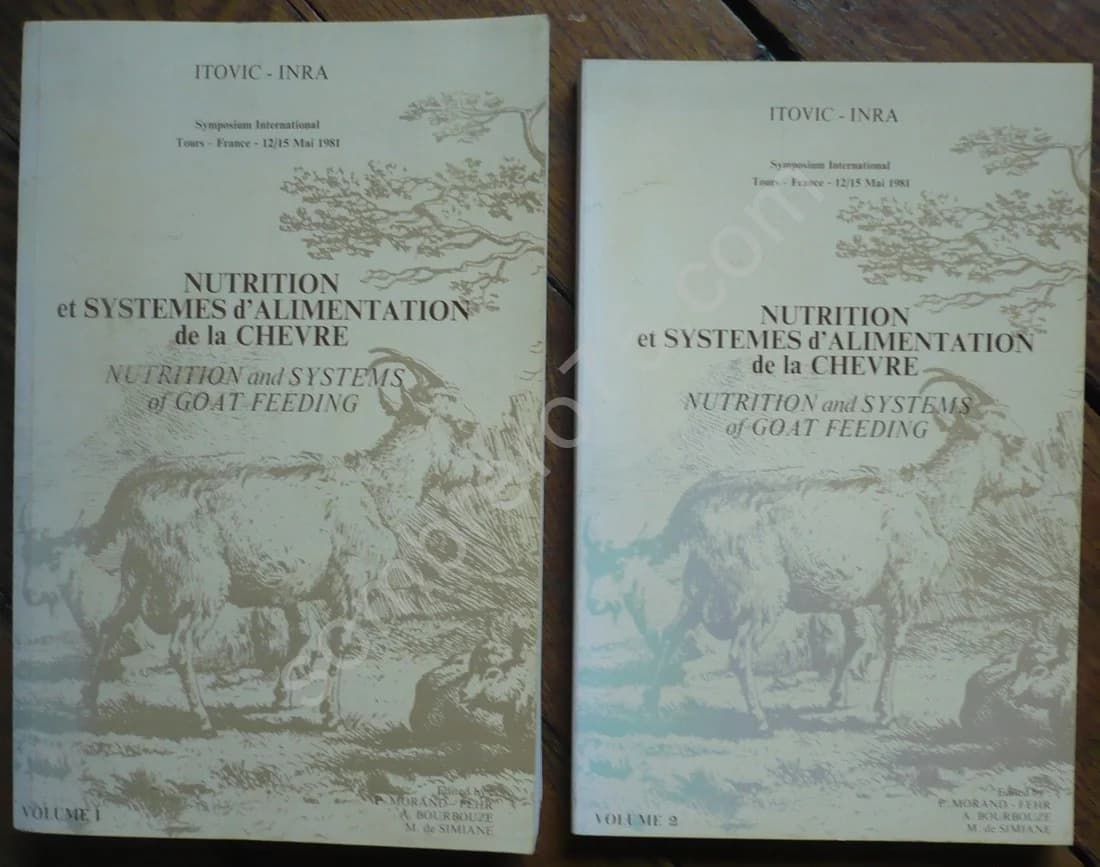 ITOVIC - INRA
Symposium International
Tours - France - 12/15 Mai 1981
NUTRITION
et SYSTEMES d'ALIMENTATION
de la CHEVRE
NUTRITION and SYSTEMS
of GOAT FEEDING
Edited by
P. MORAND - FEHR
A. BOURBOUZE
M. de SIMIANE
VOLUME 1
ITOVIC - INRA
Symposium International
Tours - France - 12/15 Mai 1981
NUTRITION
et SYSTEMES d'ALIMENTATION
de la CHEVRE
NUTRITION and SYSTEMS
of GOAT FEEDING
Edited by
P. MORAND - FEHR
A. BOURBOUZE
M. de SIMIANE
VOLUME 2